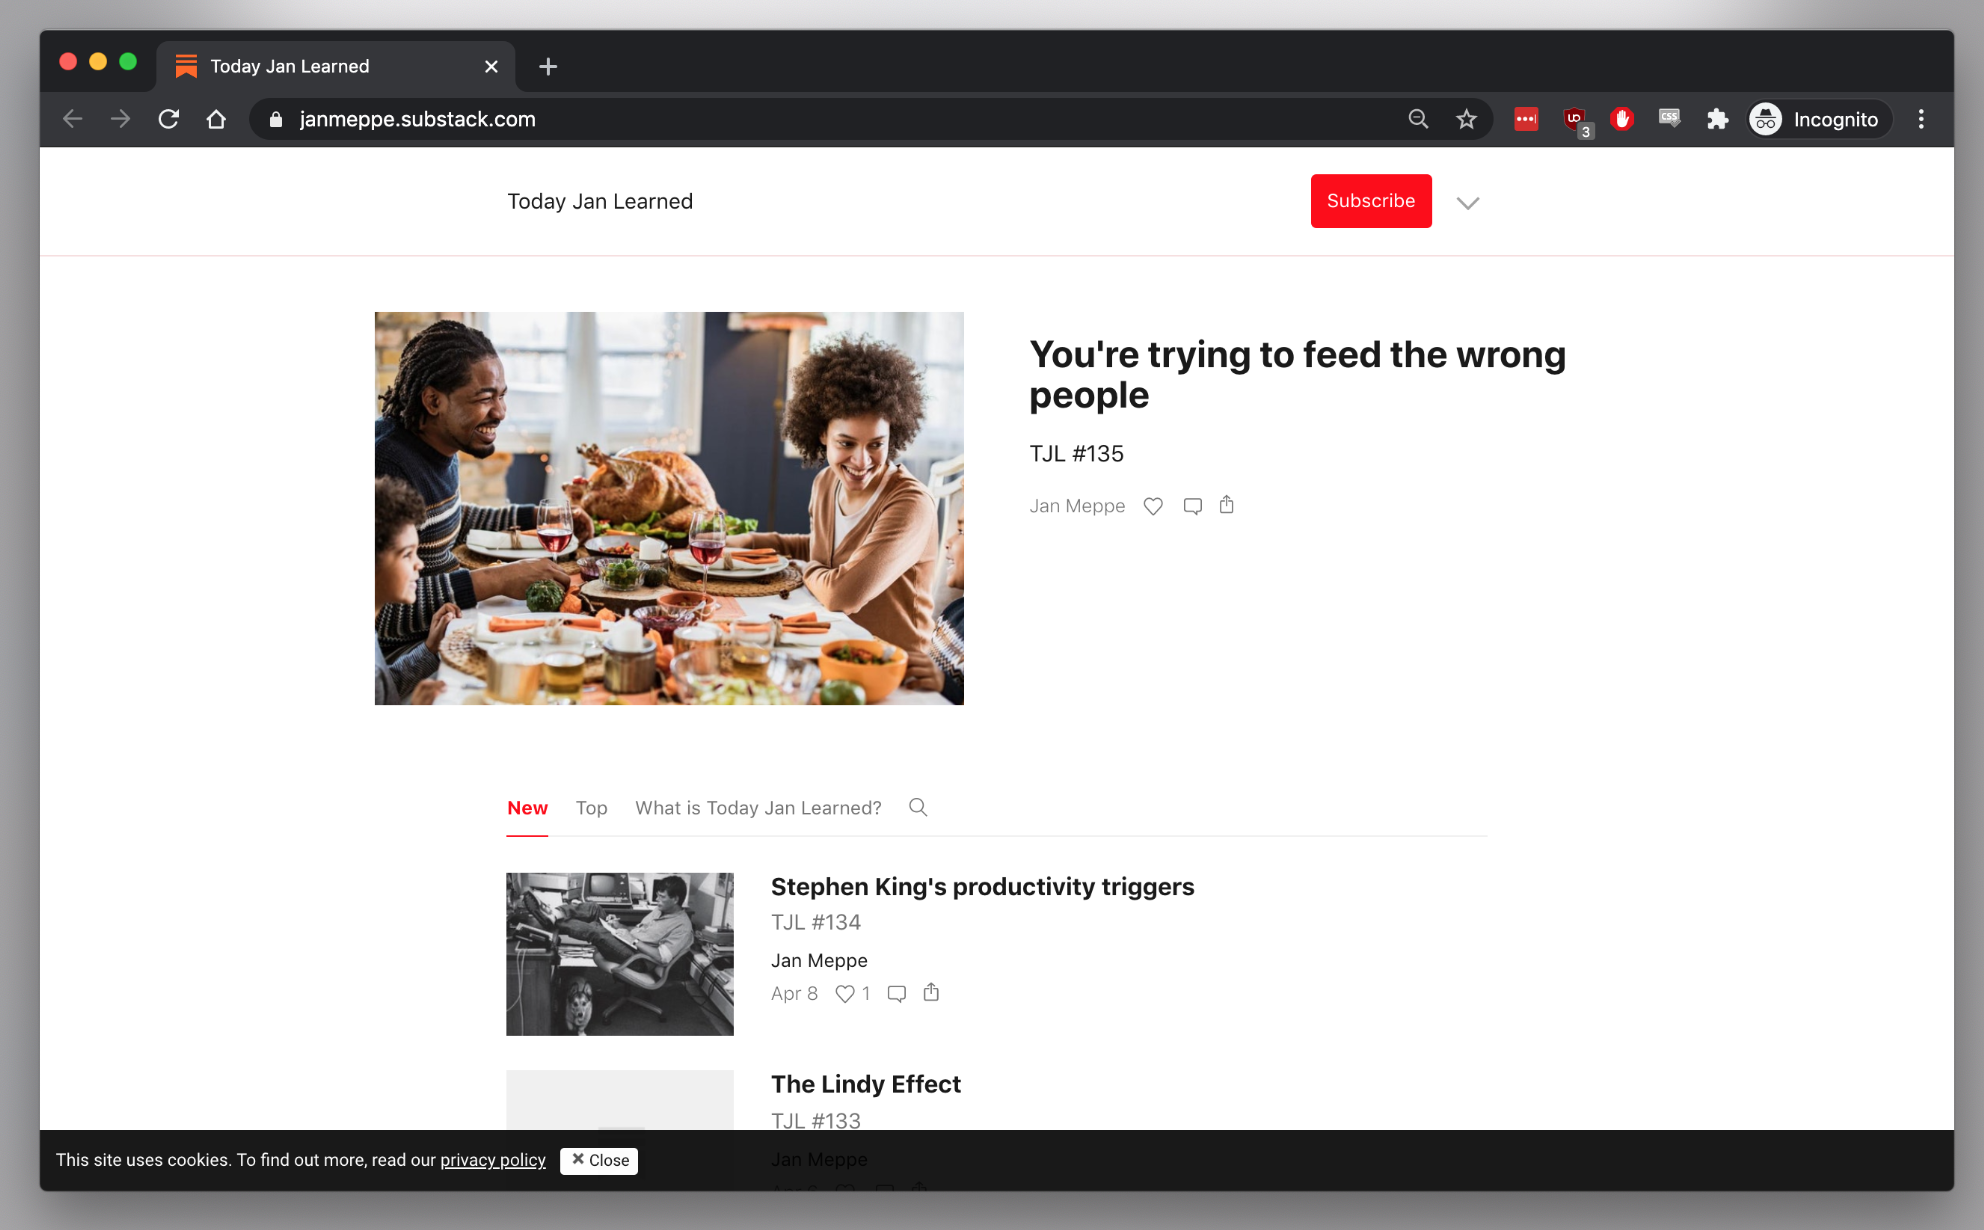 Today Jan Learned
janmeppe.substack.com
CSS
3
Incognito
Today Jan Learned
Subscribe
You're trying to feed the wrong
people
TJL #135
Jan Meppe
New Top What is Today Jan Learned?
Stephen King's productivity triggers
TJL #134
Jan Meppe
Apr 8 1
The Lindy Effect
TJL #133
This site uses cookies. To find out more, read our privacy policy Close
Jan Meppe